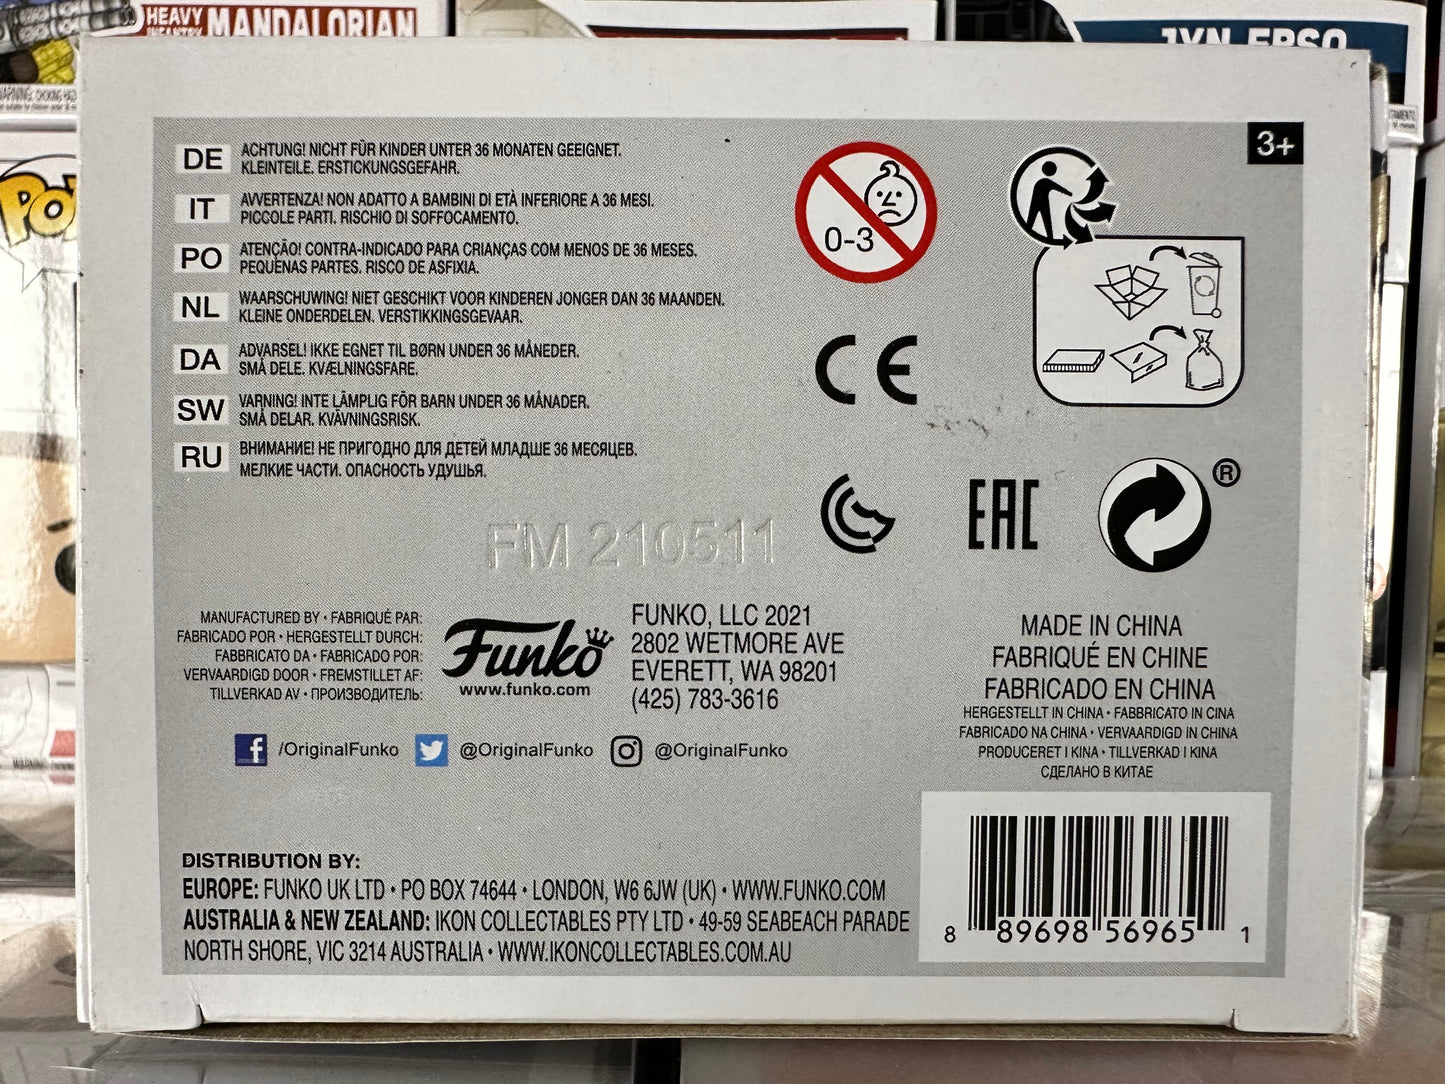 HEAVY
INFANTRY MANDALORIAN
JYN ERSO
3+
DE
ACHTUNG! NICHT FÜR KINDER UNTER 36 MONATEN GEEIGNET.
KLEINTEILE. ERSTICKUNGSGEFAHR.
IT
AVVERTENZA! NON ADATTO A BAMBINI DI ETÀ INFERIORE A 36 MESI.
PICCOLE PARTI. RISCHIO DI SOFFOCAMENTO.
PO
ATENÇÃO! CONTRA-INDICADO PARA CRIANÇAS COM MENOS DE 36 MESES.
PEQUENAS PARTES. RISCO DE ASFIXIA.
NL
WAARSCHUWING! NIET GESCHIKT VOOR KINDEREN JONGER DAN 36 MAANDEN.
KLEINE ONDERDELEN. VERSTIKKINGSGEVAAR.
DA
ADVARSEL! IKKE EGNET TIL BØRN UNDER 36 MÅNEDER.
SMÅ DELE. KVÆLNINGSFARE.
SW
VARNING! INTE LÄMPLIG FÖR BARN UNDER 36 MÅNADER.
SMÅ DELAR. KVÄVNINGSRISK.
RU
ВНИМАНИЕ! НЕ ПРИГОДНО ДЛЯ ДЕТЕЙ МЛАДШЕ 36 МЕСЯЦЕВ.
МЕЛКИЕ ЧАСТИ. ОПАСНОСТЬ УДУШЬЯ.
0-3
CE
EAC
®
FM 210511
MANUFACTURED BY • FABRIQUÉ PAR:
FABRICADO POR • HERGESTELLT DURCH:
FABBRICATO DA • FABRICADO POR:
VERVAARDIGD DOOR • FREMSTILLET AF:
TILLVERKAD AV • ПРОИЗВОДИТЕЛЬ:
Funko
www.funko.com
FUNKO, LLC 2021
2802 WETMORE AVE
EVERETT, WA 98201
(425) 783-3616
f /OriginalFunko @OriginalFunko @OriginalFunko
MADE IN CHINA
FABRIQUÉ EN CHINE
FABRICADO EN CHINA
HERGESTELLT IN CHINA • FABBRICATO IN CINA
FABRICADO NA CHINA • VERVAARDIGD IN CHINA
PRODUCERET I KINA • TILLVERKAD I KINA
СДЕЛАНО В КИТАЕ
DISTRIBUTION BY:
EUROPE: FUNKO UK LTD • PO BOX 74644 • LONDON, W6 6JW (UK) • WWW.FUNKO.COM
AUSTRALIA & NEW ZEALAND: IKON COLLECTABLES PTY LTD • 49-59 SEABEACH PARADE
NORTH SHORE, VIC 3214 AUSTRALIA • WWW.IKONCOLLECTABLES.COM.AU
8 89698 56965 1